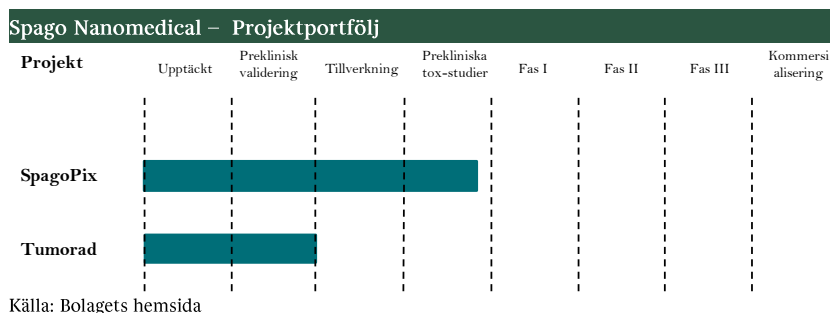 Spago Nanomedical – Projektportfölj
Projekt
Upptäckt
Preklinisk
validering
Tillverkning
Prekliniska
tox-studier
Fas I
Fas II
Fas III
Kommersi
alisering
SpagoPix
Tumorad
Källa: Bolagets hemsida